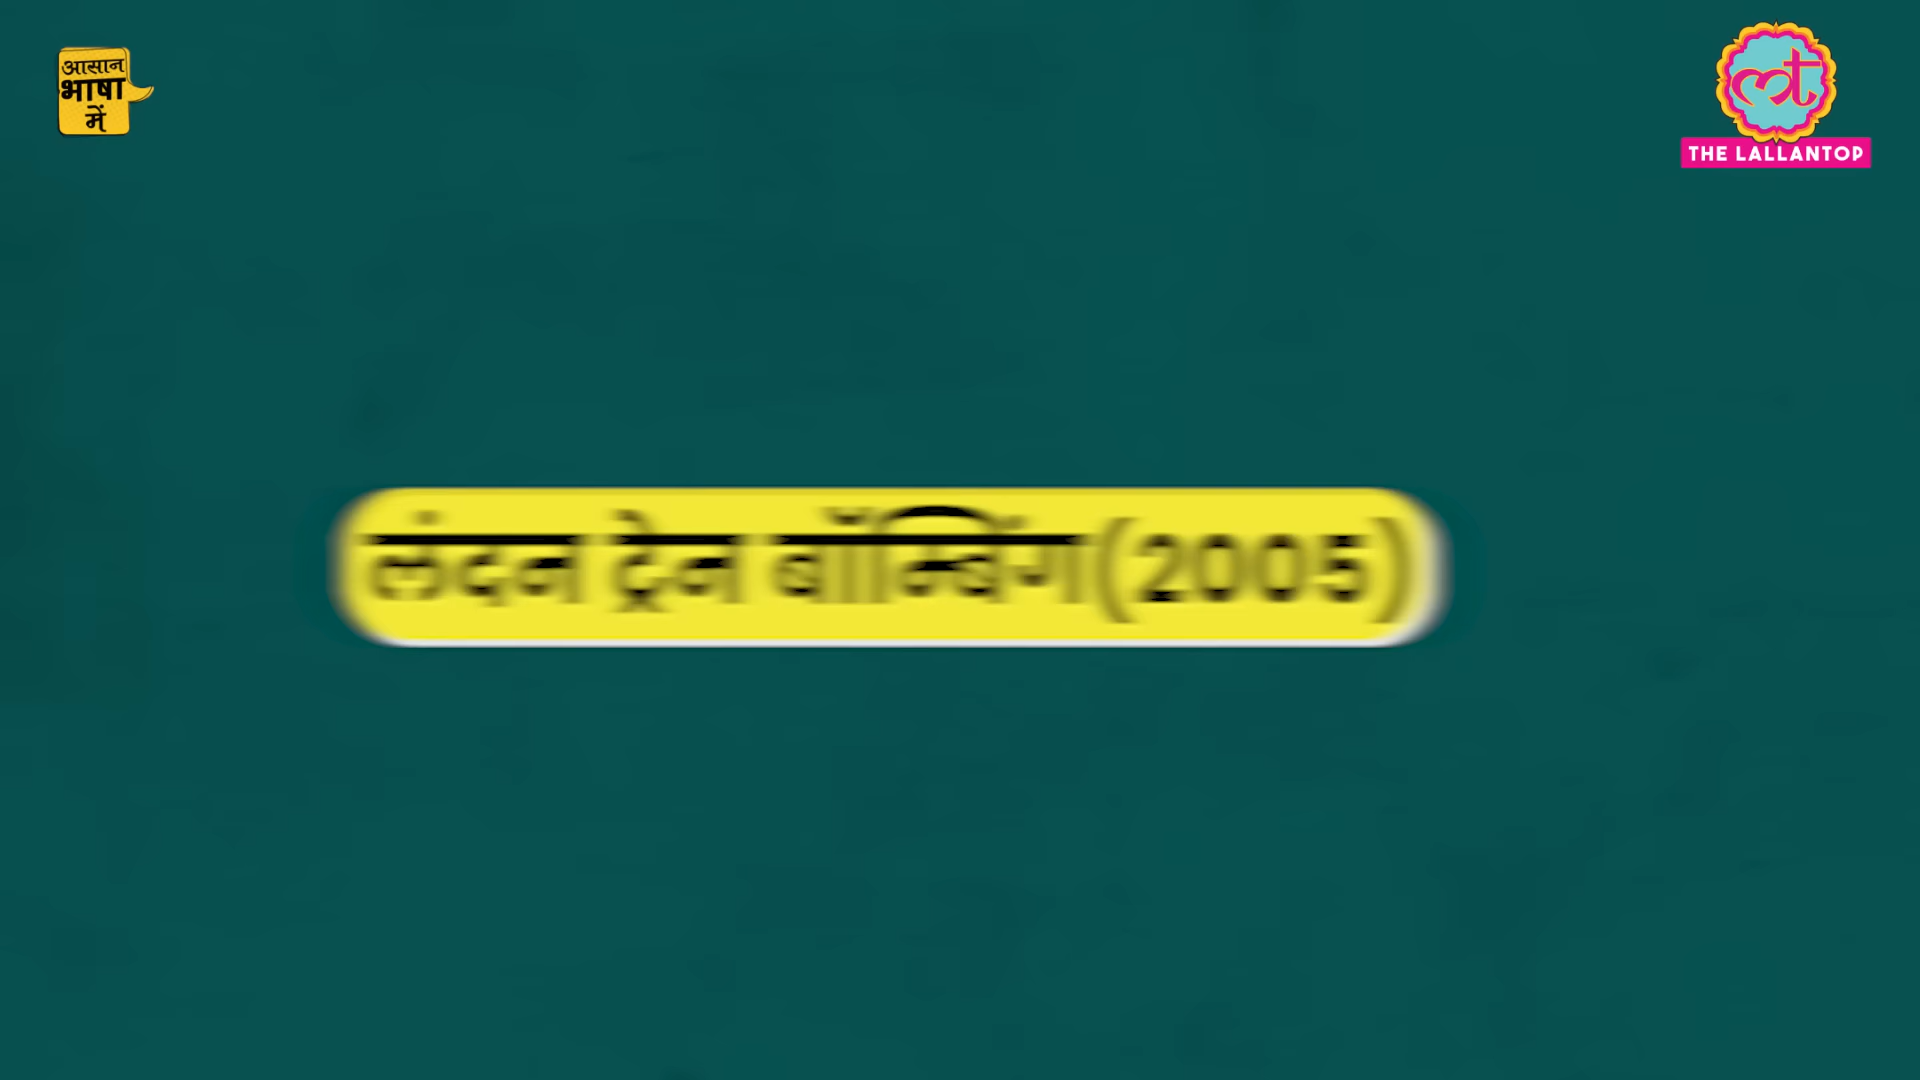 आसान
भाषा
में
THE LALLANTOP
लंदन ट्रेन बॉम्बिंग(2005)